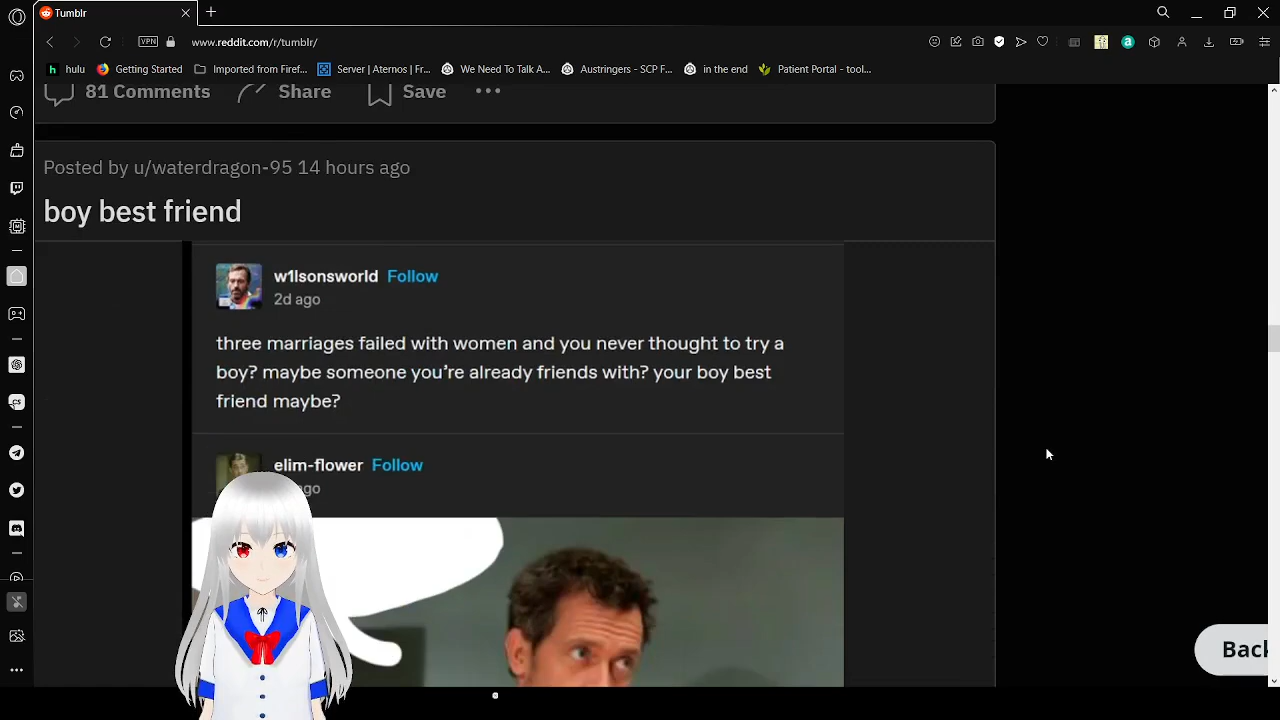 Tumblr
VPN
www.reddit.com/r/tumblr/
hulu
Getting Started
Imported from Firef...
Server | Aternos | Fr...
We Need To Talk A...
Austringers - SCP F...
in the end
Patient Portal - tool...
81 Comments
Share
Save
Posted by u/waterdragon-95 14 hours ago
boy best friend
w1lsonsworld Follow
2d ago
three marriages failed with women and you never thought to try a
boy? maybe someone you're already friends with? your boy best
friend maybe?
elim-flower Follow
ago
Back